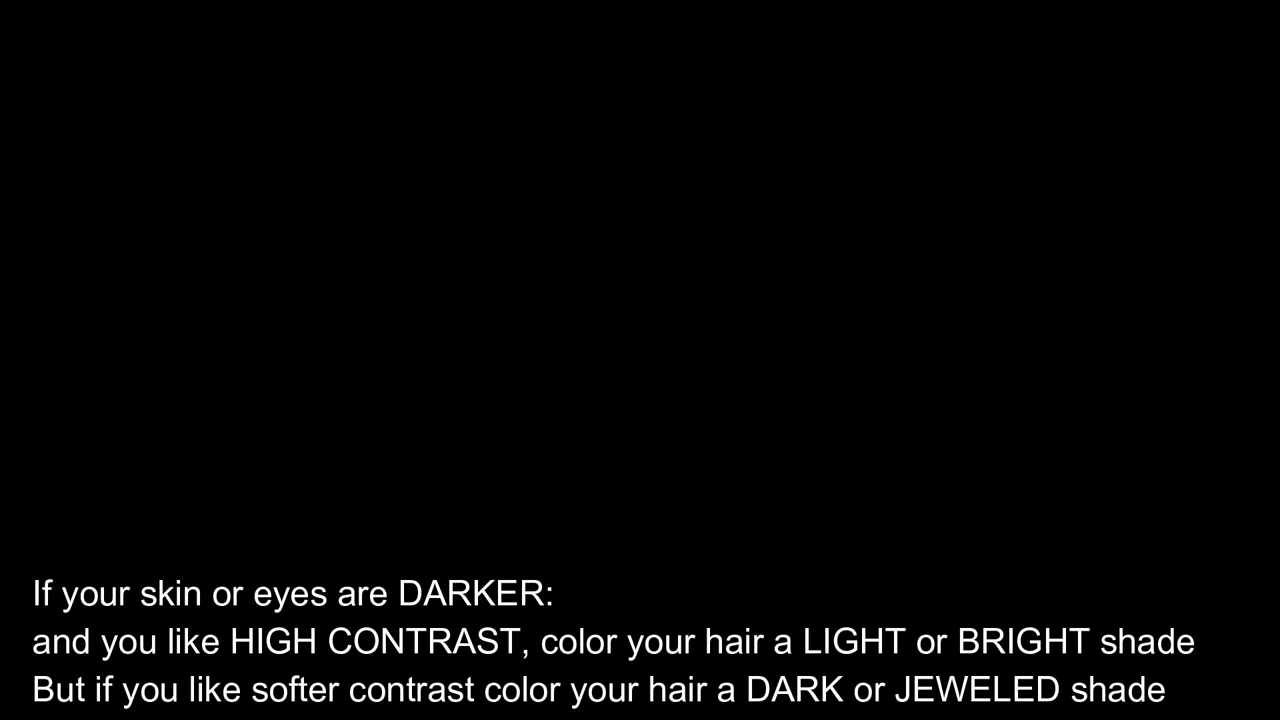 If your skin or eyes are DARKER:
and you like HIGH CONTRAST, color your hair a LIGHT or BRIGHT shade
But if you like softer contrast color your hair a DARK or JEWELED shade